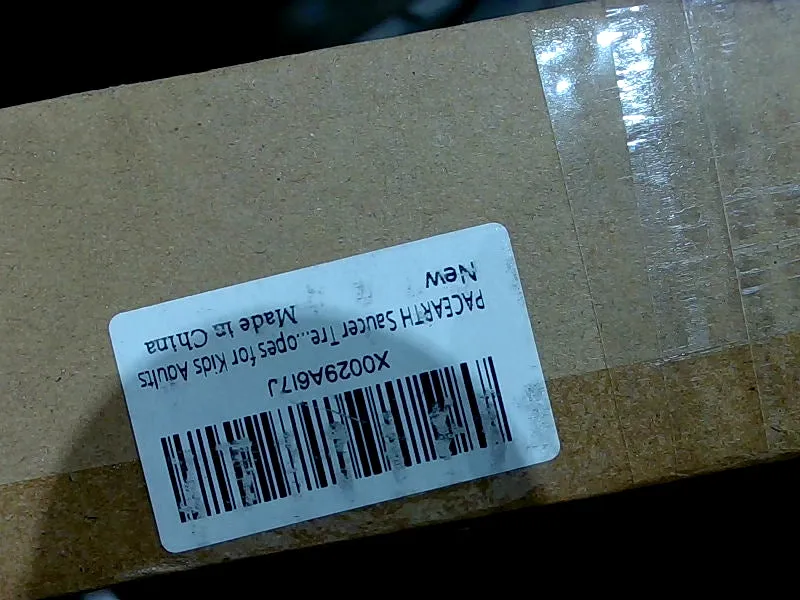 X0029A6I7J
PACEARTH Saucer Tre...opes for Kids Adults
New
Made in China